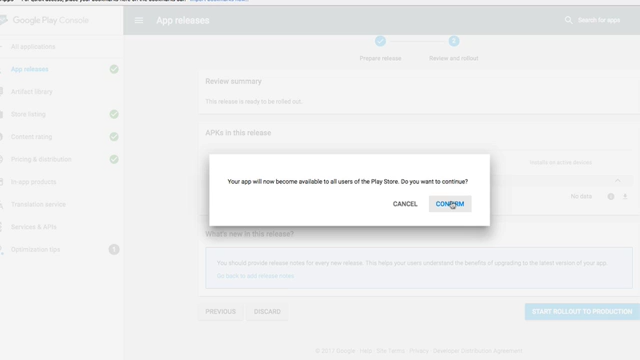 Google Play Console
App releases
Search for apps
All applications
App releases
Artifact library
Store listing
Content rating
Pricing & distribution
In-app products
Translation service
Services & APIs
Optimization tips
Prepare release
Review and rollout
Review summary
This release is ready to be rolled out.
APKs in this release
Your app will now become available to all users of the Play Store. Do you want to continue?
CANCEL
CONFIRM
No data
What's new in this release?
You should provide release notes for every new release. This helps your users understand the benefits of upgrading to the latest version of your app.
Go back to add release notes
PREVIOUS
DISCARD
START ROLLOUT TO PRODUCTION
© 2017 Google
Help
Site Terms
Privacy
Developer Distribution Agreement